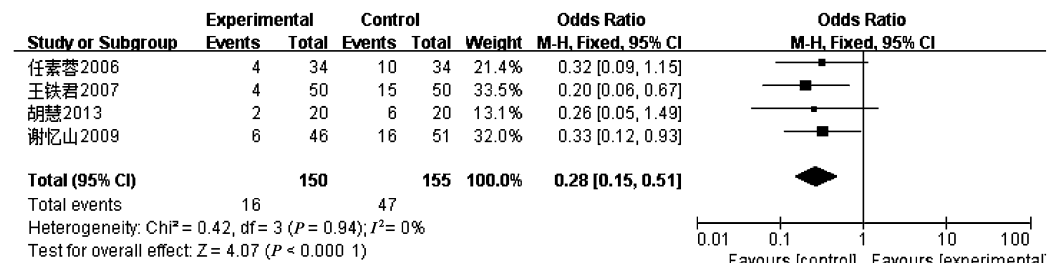 Experimental Control Odds Ratio Odds Ratio
Study or Subgroup Events Total Events Total Weight M-H, Fixed, 95% CI M-H, Fixed, 95% CI
任素蓉2006 4 34 10 34 21.4% 0.32 [0.09, 1.15]
王铁君2007 4 50 15 50 33.5% 0.20 [0.06, 0.67]
胡慧2013 2 20 6 20 13.1% 0.26 [0.05, 1.49]
谢忆山2009 6 46 16 51 32.0% 0.33 [0.12, 0.93]
Total (95% CI) 150 155 100.0% 0.28 [0.15, 0.51]
Total events 16 47
Heterogeneity: Chi² = 0.42, df = 3 (P = 0.94); I² = 0%
Test for overall effect: Z = 4.07 (P < 0.000 1)
0.01 0.1 1 10 100
Favours [control] Favours [experimental]